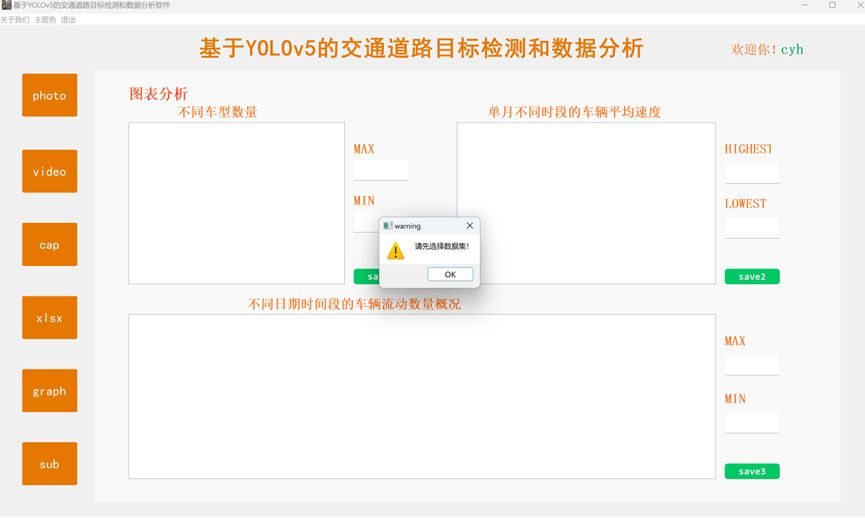 基于YOLOv5的交通道路目标检测和数据分析软件
关于我们 主题色 退出
基于YOLOv5的交通道路目标检测和数据分析
欢迎你!cyh
photo
video
cap
xlsx
graph
sub
图表分析
不同车型数量
MAX
MIN
sa
单月不同时段的车辆平均速度
HIGHEST
LOWEST
save2
warning
请先选择数据集!
OK
不同日期时间段的车辆流动数量概况
MAX
MIN
save3